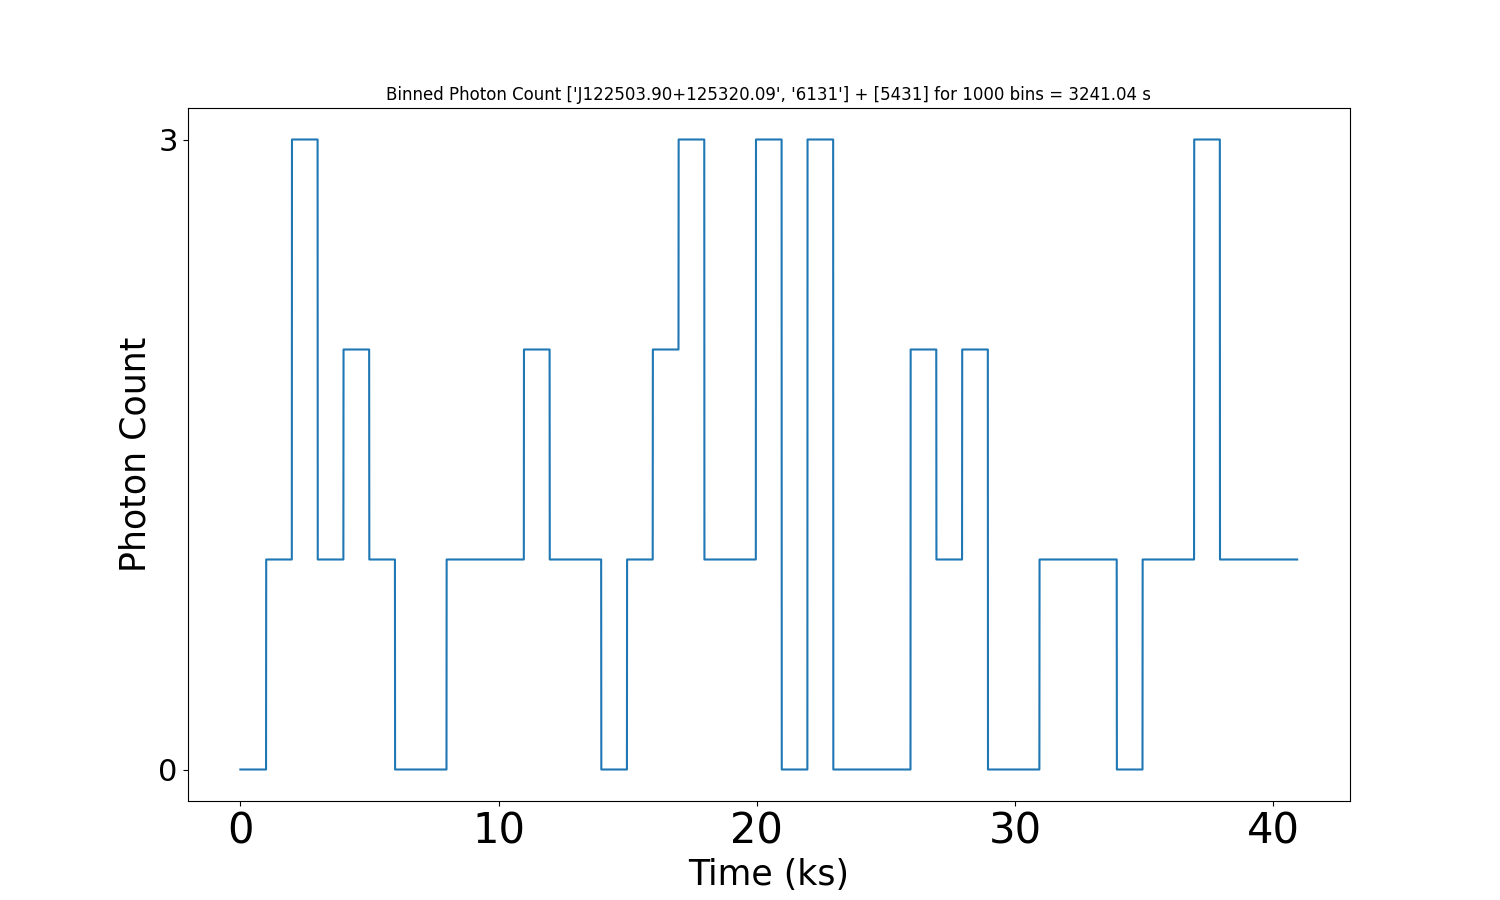 Binned Photon Count ['J122503.90+125320.09', '6131'] + [5431] for 1000 bins = 3241.04 s
3
Photon Count
0
0 10 20 30 40
Time (ks)